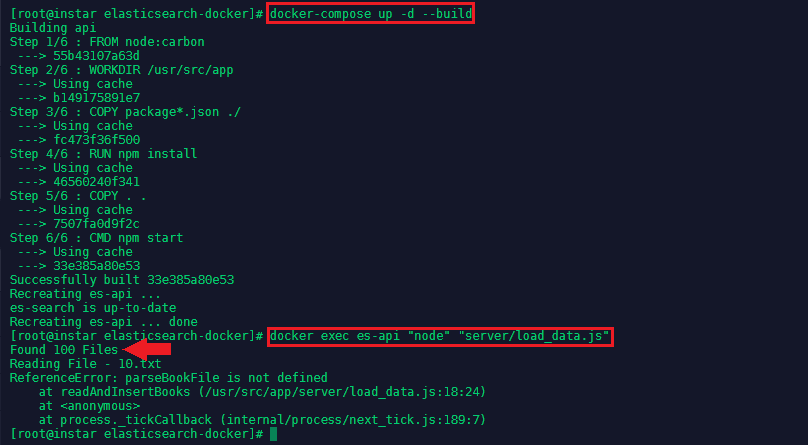 [root@instar elasticsearch-docker]# docker-compose up -d --build
Building api
Step 1/6 : FROM node:carbon
 ---> 55b43107a63d
Step 2/6 : WORKDIR /usr/src/app
 ---> Using cache
 ---> b149175891e7
Step 3/6 : COPY package*.json ./
 ---> Using cache
 ---> fc473f36f500
Step 4/6 : RUN npm install
 ---> Using cache
 ---> 46560240f341
Step 5/6 : COPY . .
 ---> Using cache
 ---> 7507fa0d9f2c
Step 6/6 : CMD npm start
 ---> Using cache
 ---> 33e385a80e53
Successfully built 33e385a80e53
Recreating es-api ...
es-search is up-to-date
Recreating es-api ... done
[root@instar elasticsearch-docker]# docker exec es-api "node" "server/load_data.js"
Found 100 Files
Reading File - 10.txt
ReferenceError: parseBookFile is not defined
    at readAndInsertBooks (/usr/src/app/server/load_data.js:18:24)
    at <anonymous>
    at process._tickCallback (internal/process/next_tick.js:189:7)
[root@instar elasticsearch-docker]#